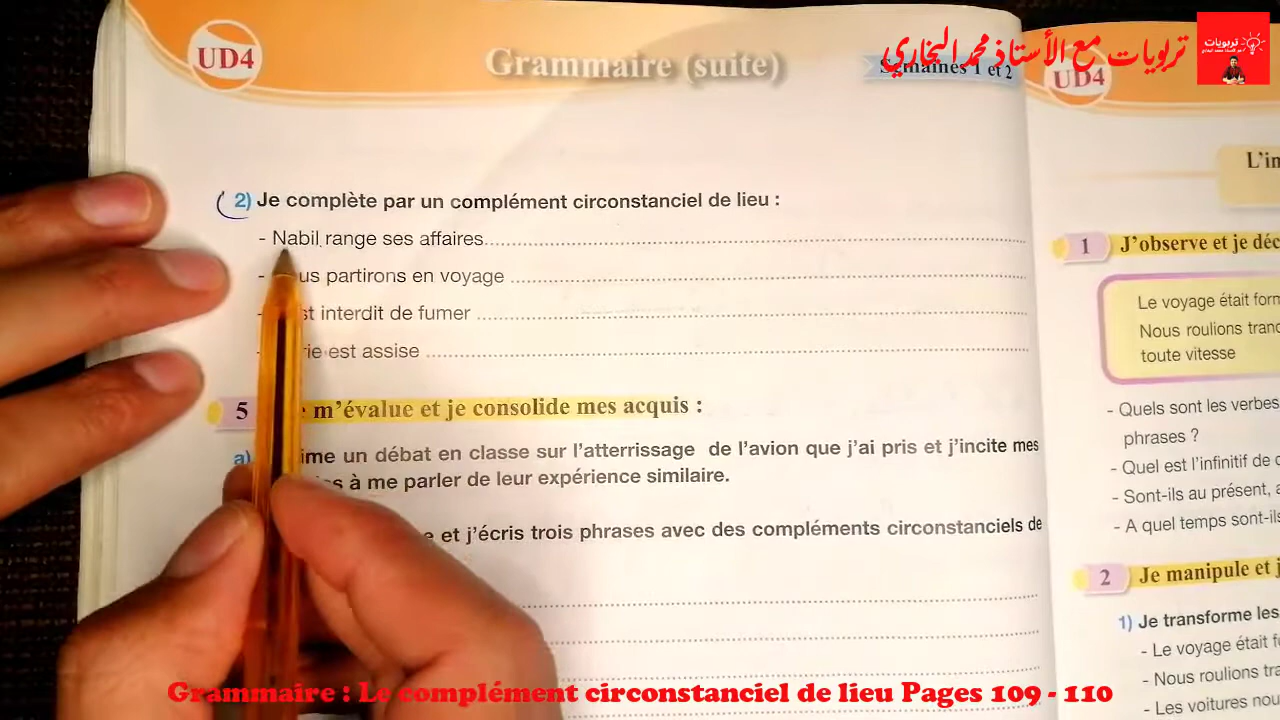 تربويات مع الأستاذ محمد البخاري
تربويات
UD4
Grammaire (suite)
Semaines 1 et 2
2) Je complète par un complément circonstanciel de lieu :
- Nabil range ses affaires
- us partirons en voyage
- st interdit de fumer
- rie est assise
5 m'évalue et je consolide mes acquis :
a) ime un débat en classe sur l'atterrissage de l'avion que j'ai pris et j'incite mes
s à me parler de leur expérience similaire.
e et j'écris trois phrases avec des compléments circonstanciels de
UD4
L'in
1 J'observe et je déc
Le voyage était forn
Nous roulions tranc
toute vitesse
- Quels sont les verbes
phrases ?
- Quel est l'infinitif de c
- Sont-ils au présent, a
- A quel temps sont-ils
2 Je manipule et j
1) Je transforme les
- Le voyage était f
- Nous roulions tra
- Les voitures nou
Grammaire : Le complément circonstanciel de lieu Pages 109 - 110